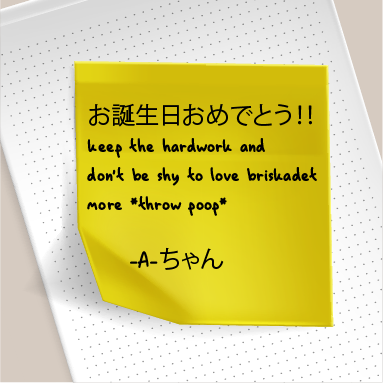 お誕生日おめでとう!!
keep the hardwork and
don't be shy to love briskadet
more *throw poop*
-A-ちゃん